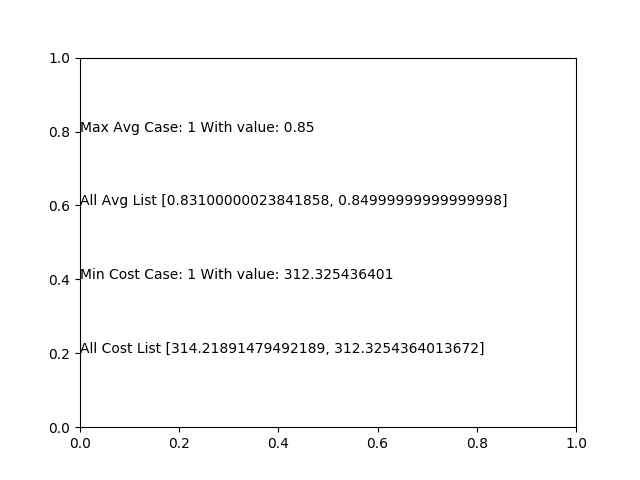 1.0
0.8
Max Avg Case: 1 With value: 0.85
0.6
All Avg List [0.83100000023841858, 0.84999999999999998]
0.4
Min Cost Case: 1 With value: 312.325436401
0.2
All Cost List [314.21891479492189, 312.3254364013672]
0.0
0.0 0.2 0.4 0.6 0.8 1.0